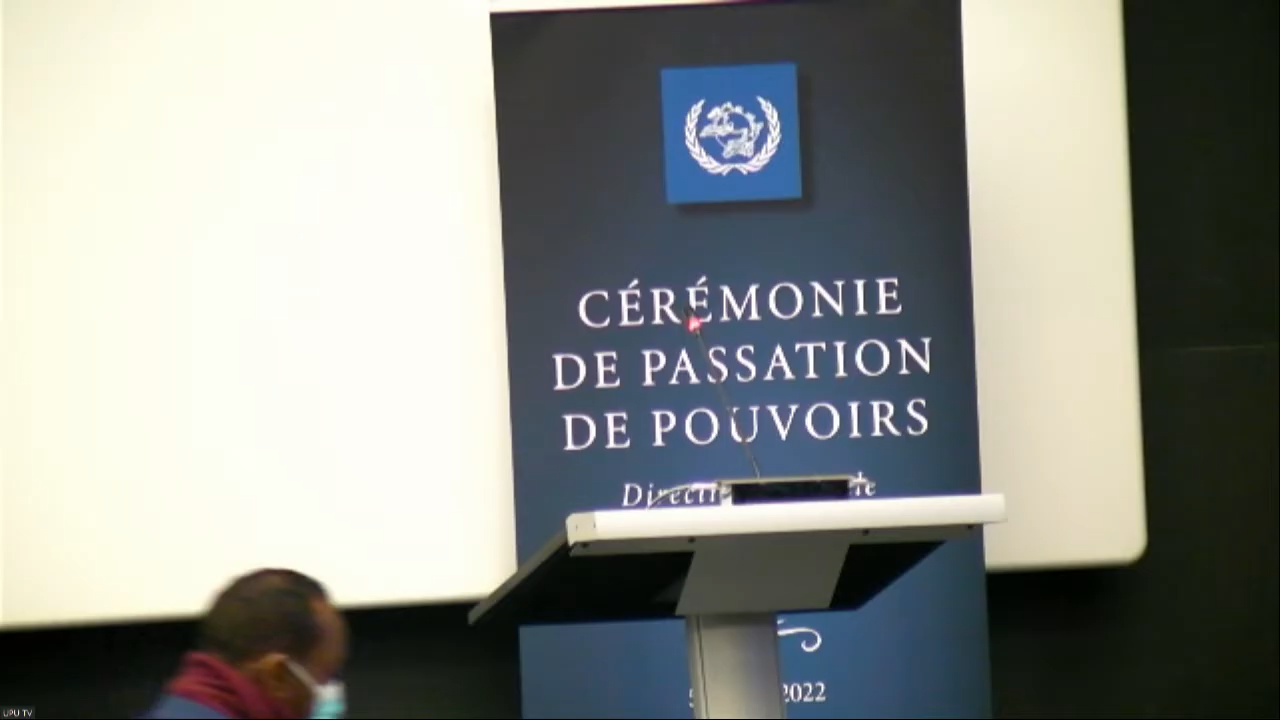 CÉRÉMONIE
DE PASSATION
DE POUVOIRS
2022
UPU TV